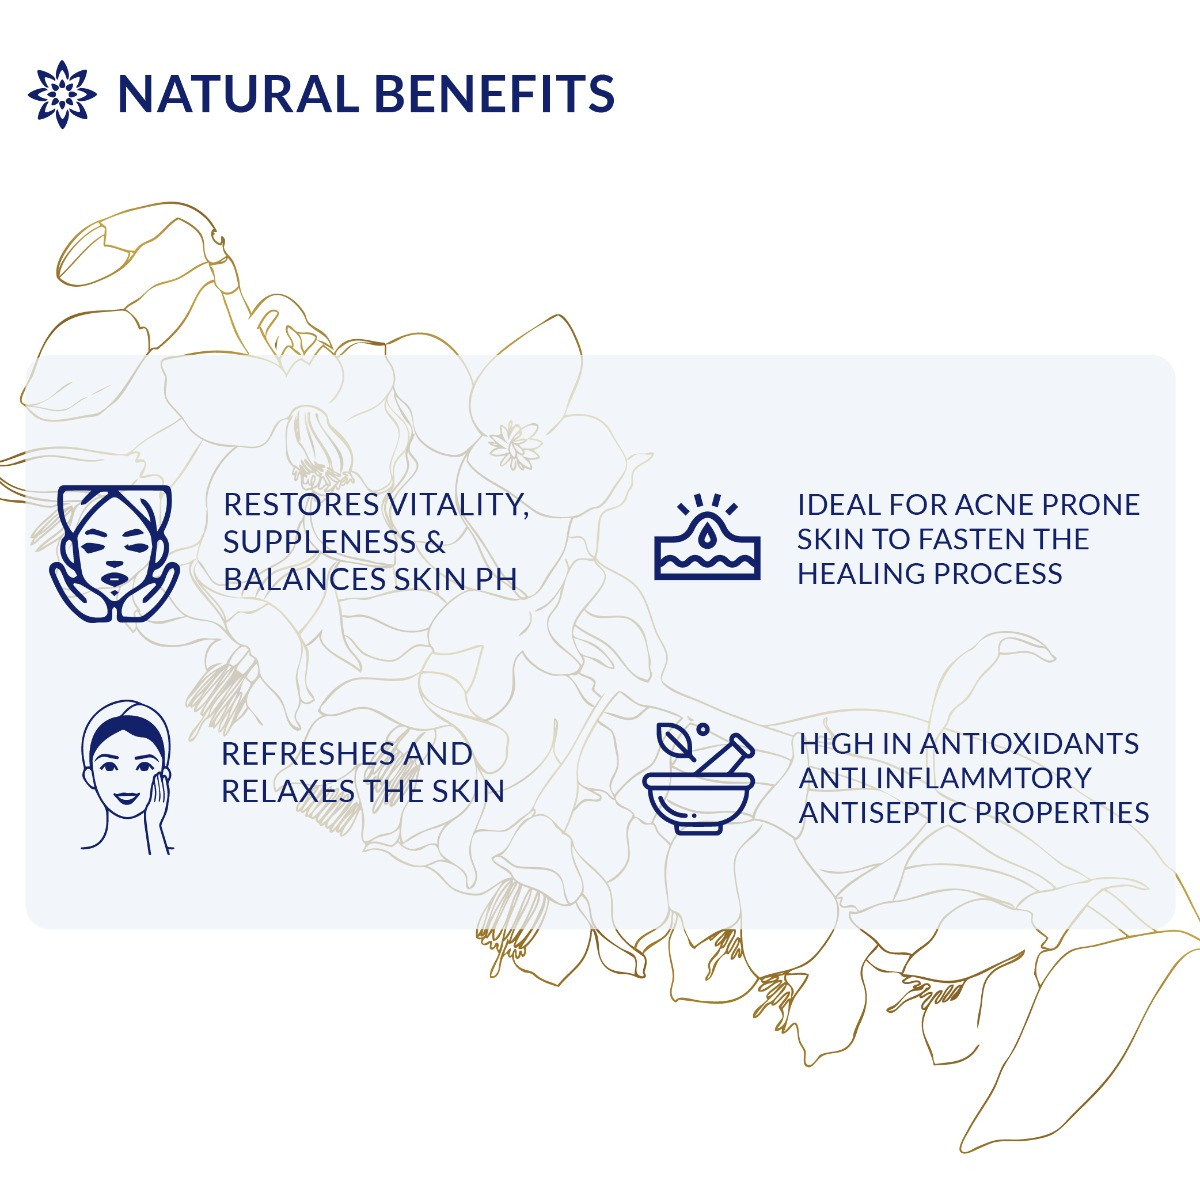 NATURAL BENEFITS
RESTORES VITALITY,
SUPPLENESS &
BALANCES SKIN PH
IDEAL FOR ACNE PRONE
SKIN TO FASTEN THE
HEALING PROCESS
REFRESHES AND
RELAXES THE SKIN
HIGH IN ANTIOXIDANTS
ANTI INFLAMMTORY
ANTISEPTIC PROPERTIES